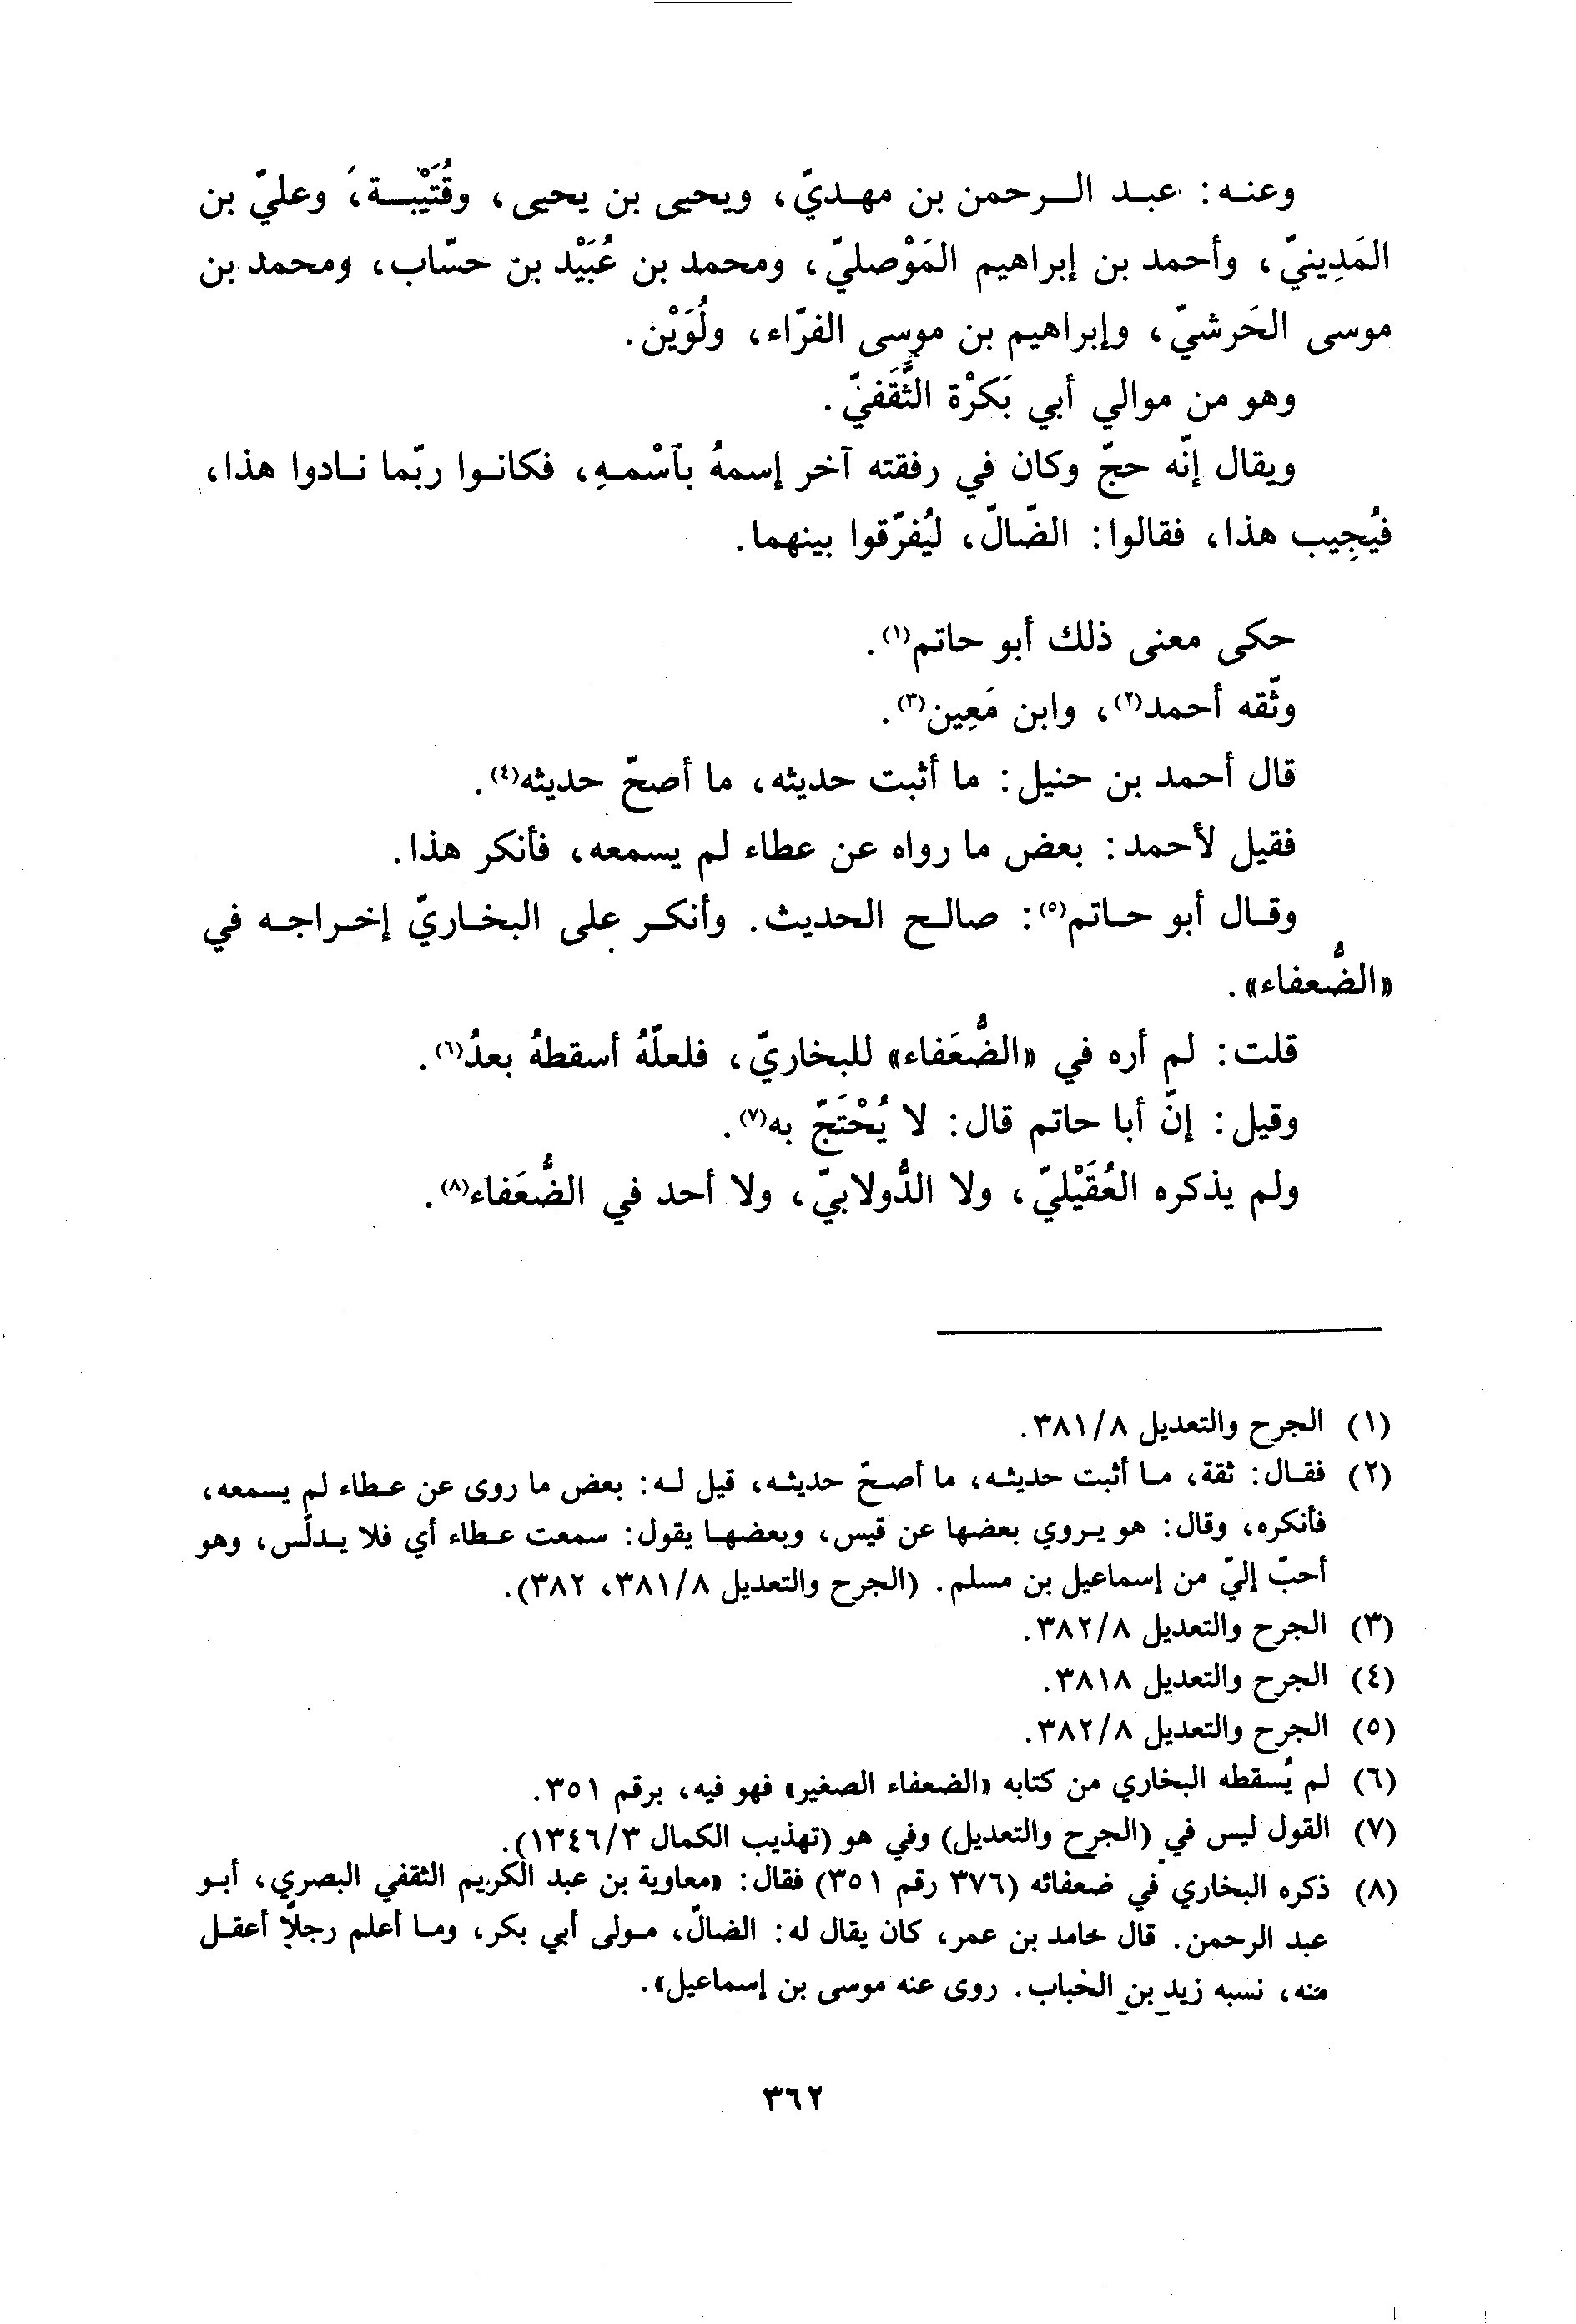 وعنه: عبد الرحمن بن مهديّ، ويحيى بن يحيى، وقُتَيْبة، وعليّ بن
المَدِينيّ، وأحمد بن إبراهيم المَوْصليّ، ومحمد بن عُبَيْد بن حسّاب، ومحمد بن
موسى الحَرشيّ، وإبراهيم بن موسى الفرّاء، ولُوَيْن.
وهو من موالي أبي بَكرْة الثَّقَفيّ.
ويقال إنّه حجّ وكان في رفقته آخر إسمهُ بآسْمهِ، فكانوا ربّما نادوا هذا،
فيُجِيب هذا، فقالوا: الضّالّ، ليُفرّقوا بينهما.
حكى معنى ذلك أبو حاتم(١).
وثّقه أحمد(٢)، وابن مَعِين(٣).
قال أحمد بن حنيل: ما أثبت حديثه، ما أصحّ حديثه(٤).
فقيل لأحمد: بعض ما رواه عن عطاء لم يسمعه، فأنكر هذا.
وقال أبو حاتم(٥): صالح الحديث. وأنكر على البخاريّ إخراجه في
«الضُّعفاء».
قلت: لم أره في «الضُّعَفاء» للبخاريّ، فلعلّهُ أسقطهُ بعدُ(٦).
وقيل: إنّ أبا حاتم قال: لا يُحْتَجّ به(٧).
ولم يذكره العُقَيْليّ، ولا الدُّولابيّ، ولا أحد في الضُّعَفاء(٨).
(١) الجرح والتعديل ٣٨١/٨.
(٢) فقال: ثقة، ما أثبت حديثه، ما أصحّ حديثه، قيل له: بعض ما روى عن عطاء لم يسمعه،
فأنكره، وقال: هو يروي بعضها عن قيس، وبعضها يقول: سمعت عطاء أي فلا يدلّس، وهو
أحبّ إليّ من إسماعيل بن مسلم. (الجرح والتعديل ٣٨١/٨، ٣٨٢).
(٣) الجرح والتعديل ٣٨٢/٨.
(٤) الجرح والتعديل ٣٨١٨.
(٥) الجرح والتعديل ٣٨٢/٨.
(٦) لم يُسقطه البخاري من كتابه «الضعفاء الصغير» فهو فيه، برقم ٣٥١.
(٧) القول ليس في (الجرح والتعديل) وفي هو (تهذيب الكمال ١٣٤٦/٣).
(٨) ذكره البخاري في ضعفائه (٣٧٦ رقم ٣٥١) فقال: «معاوية بن عبد الكريم الثقفي البصري، أبو
عبد الرحمن. قال حامد بن عمر، كان يقال له: الضالّ، مولى أبي بكر، وما أعلم رجلاً أعقل
منه، نسبه زيد بن الخباب. روى عنه موسى بن إسماعيل».
٣٦٢